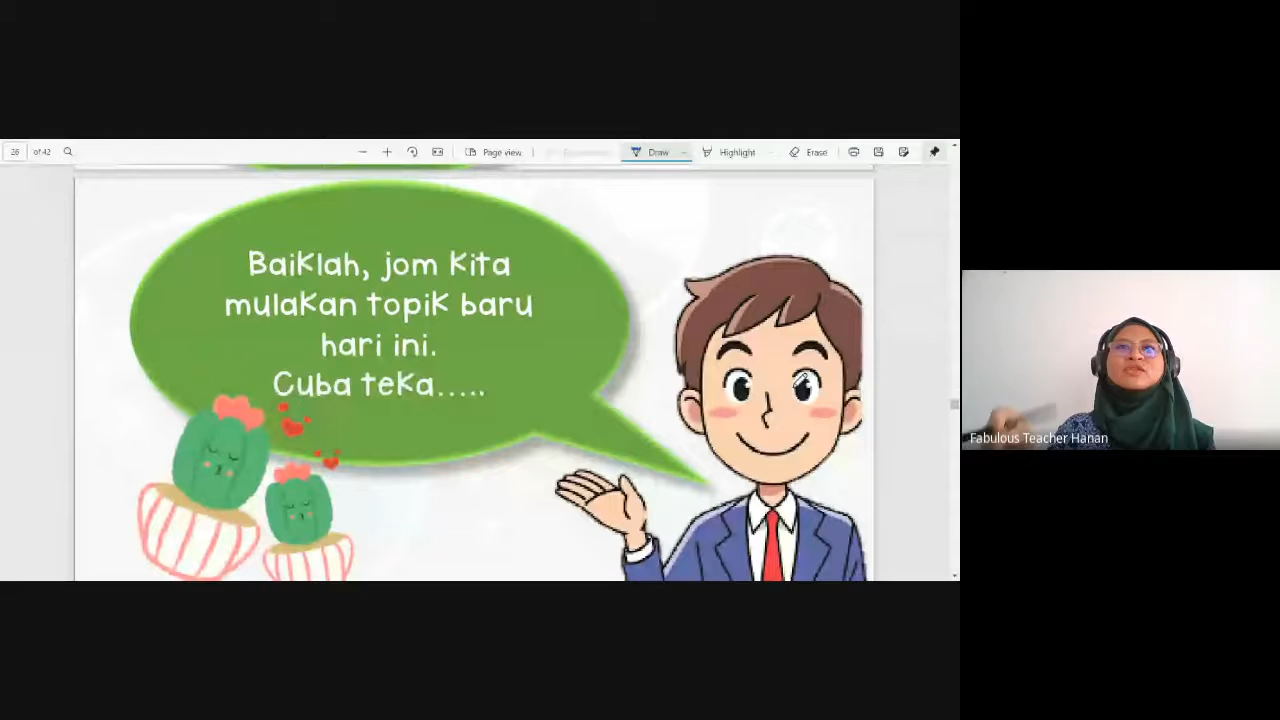 26 of 42
Page view
Draw
Highlight
Erase
Baiklah, jom kita
mulakan topik baru
hari ini.
Cuba teka.....
Fabulous Teacher Hanan